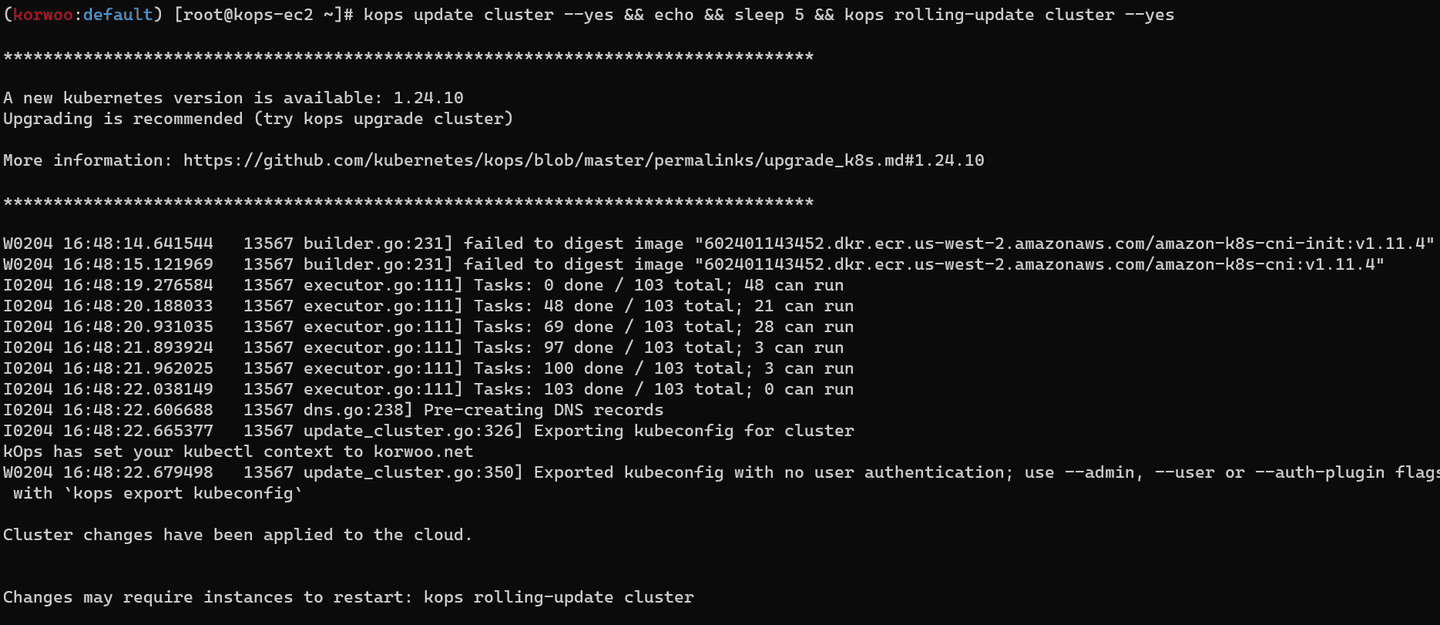 (korwoo:default) [root@kops-ec2 ~]# kops update cluster --yes && echo && sleep 5 && kops rolling-update cluster --yes
*********************************************************************************
A new kubernetes version is available: 1.24.10
Upgrading is recommended (try kops upgrade cluster)
More information: https://github.com/kubernetes/kops/blob/master/permalinks/upgrade_k8s.md#1.24.10
*********************************************************************************
W0204 16:48:14.641544   13567 builder.go:231] failed to digest image "602401143452.dkr.ecr.us-west-2.amazonaws.com/amazon-k8s-cni-init:v1.11.4"
W0204 16:48:15.121969   13567 builder.go:231] failed to digest image "602401143452.dkr.ecr.us-west-2.amazonaws.com/amazon-k8s-cni:v1.11.4"
I0204 16:48:19.276584   13567 executor.go:111] Tasks: 0 done / 103 total; 48 can run
I0204 16:48:20.188033   13567 executor.go:111] Tasks: 48 done / 103 total; 21 can run
I0204 16:48:20.931035   13567 executor.go:111] Tasks: 69 done / 103 total; 28 can run
I0204 16:48:21.893924   13567 executor.go:111] Tasks: 97 done / 103 total; 3 can run
I0204 16:48:21.962025   13567 executor.go:111] Tasks: 100 done / 103 total; 3 can run
I0204 16:48:22.038149   13567 executor.go:111] Tasks: 103 done / 103 total; 0 can run
I0204 16:48:22.606688   13567 dns.go:238] Pre-creating DNS records
I0204 16:48:22.665377   13567 update_cluster.go:326] Exporting kubeconfig for cluster
kOps has set your kubectl context to korwoo.net
W0204 16:48:22.679498   13567 update_cluster.go:350] Exported kubeconfig with no user authentication; use --admin, --user or --auth-plugin flags
 with `kops export kubeconfig`
Cluster changes have been applied to the cloud.
Changes may require instances to restart: kops rolling-update cluster